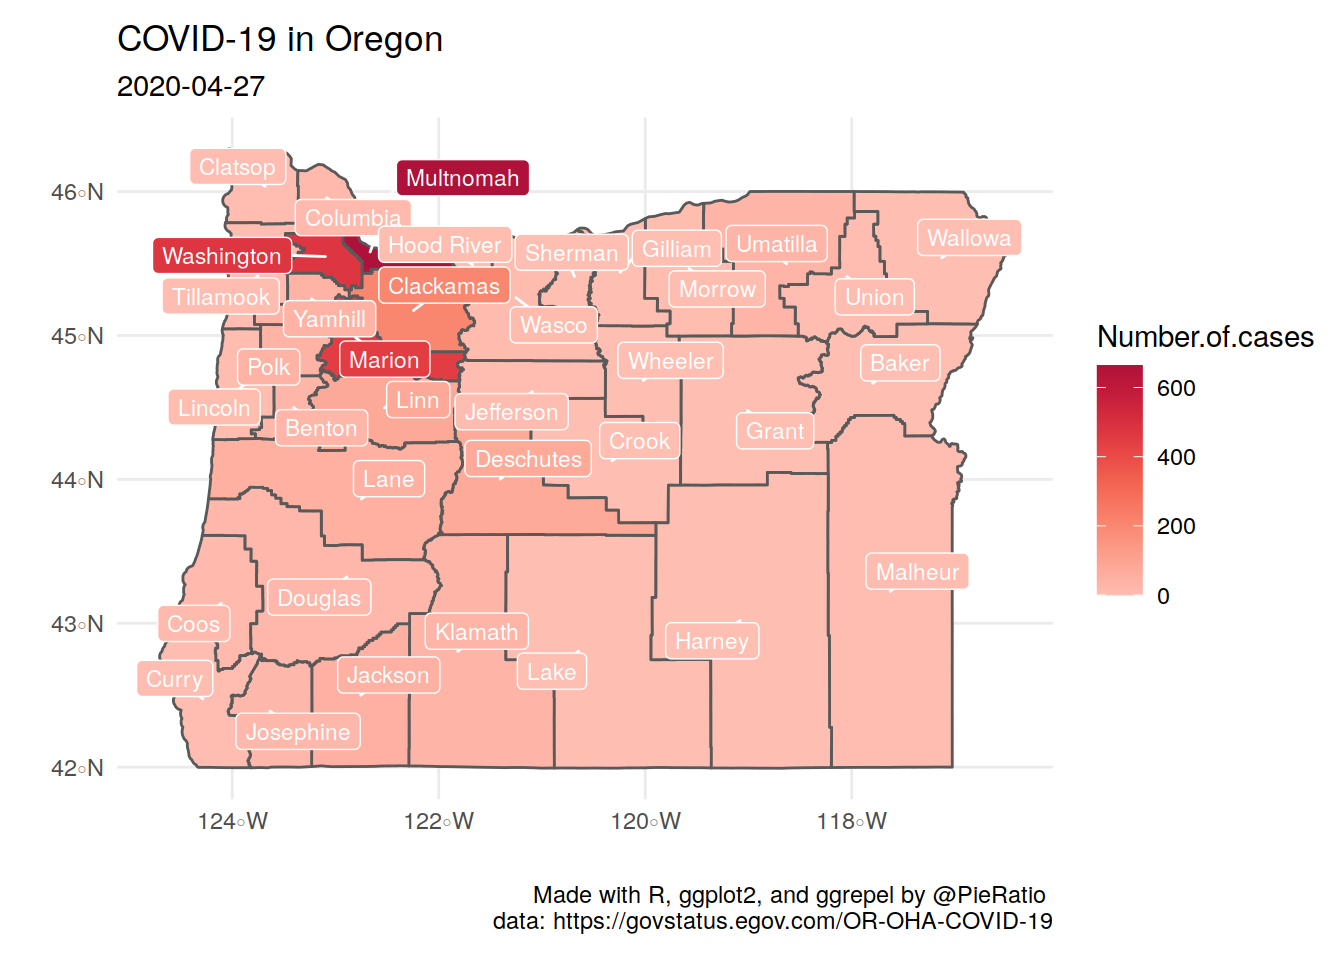 COVID-19 in Oregon
2020-04-27
Clatsop
Multnomah
46°N
Columbia
Wallowa
Hood River
Umatilla
Gilliam
Sherman
Washington
Clackamas
Morrow
Tillamook
Union
Yamhill
Wasco
45°N
Number.of.cases
Marion
Wheeler
Baker
Polk
600
Linn
Lincoln
Jefferson
Benton
Grant
Crook
400
Deschutes
44°N
Lane
200
Malheur
0
Douglas
Coos
43°N
Klamath
Harney
Lake
Jackson
Curry
Josephine
42°N
124°W 122°W 120°W 118°W
Made with R, ggplot2, and ggrepel by @PieRatio
data: https://govstatus.egov.com/OR-OHA-COVID-19